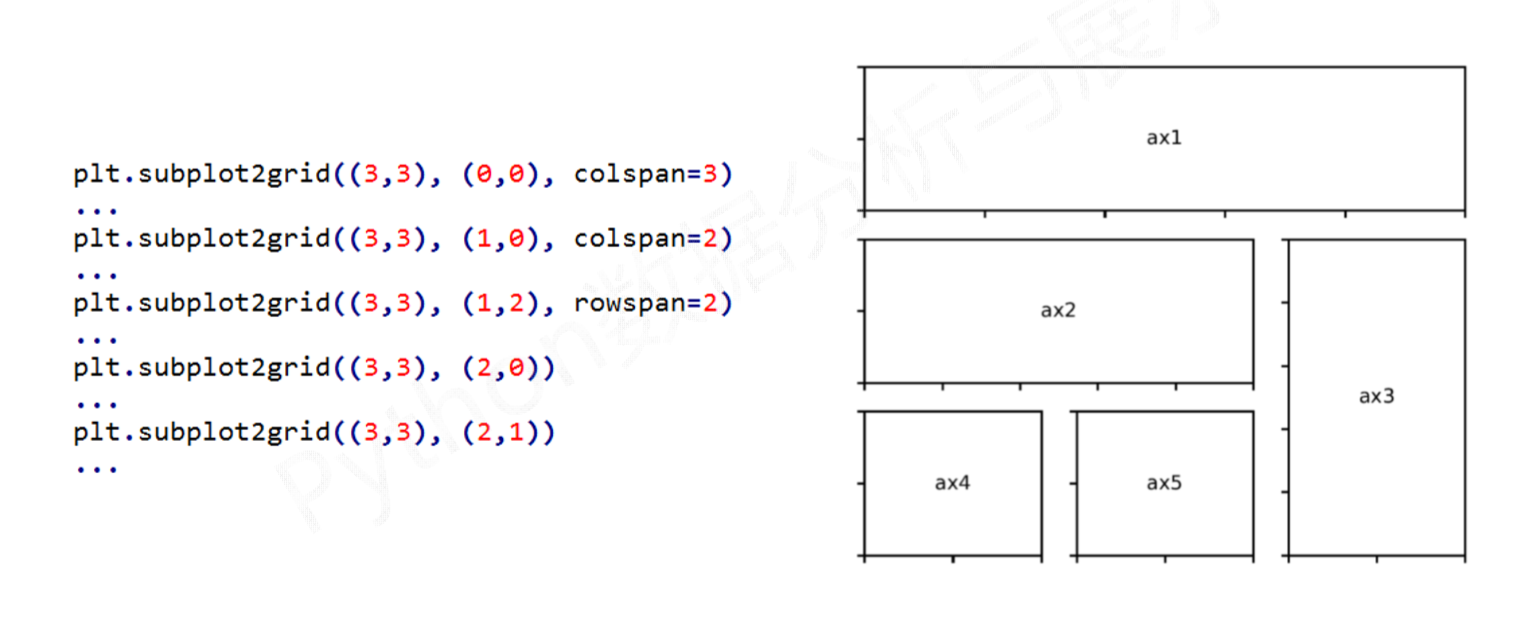 plt.subplot2grid((3,3), (0,0), colspan=3)
...
plt.subplot2grid((3,3), (1,0), colspan=2)
...
plt.subplot2grid((3,3), (1,2), rowspan=2)
...
plt.subplot2grid((3,3), (2,0))
...
plt.subplot2grid((3,3), (2,1))
...
ax1
ax2
ax3
ax4
ax5
Python数据分析与展示